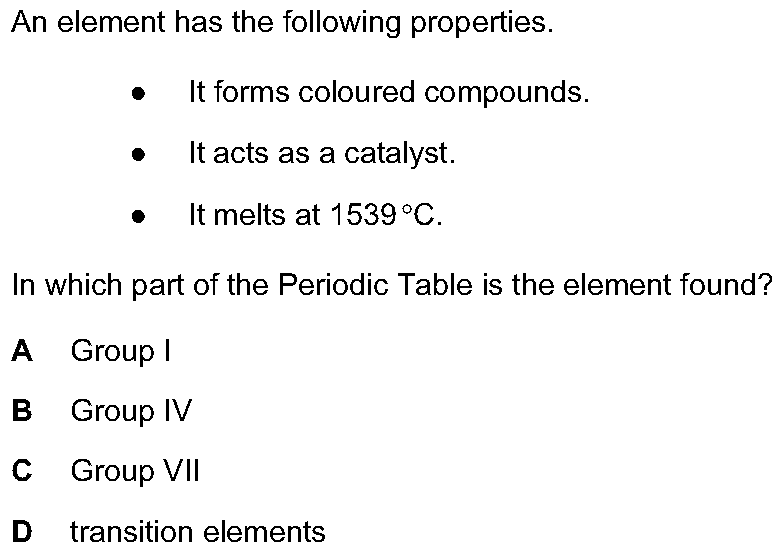 An element has the following properties.
● It forms coloured compounds.
● It acts as a catalyst.
● It melts at 1539 °C.
In which part of the Periodic Table is the element found?
A Group I
B Group IV
C Group VII
D transition elements